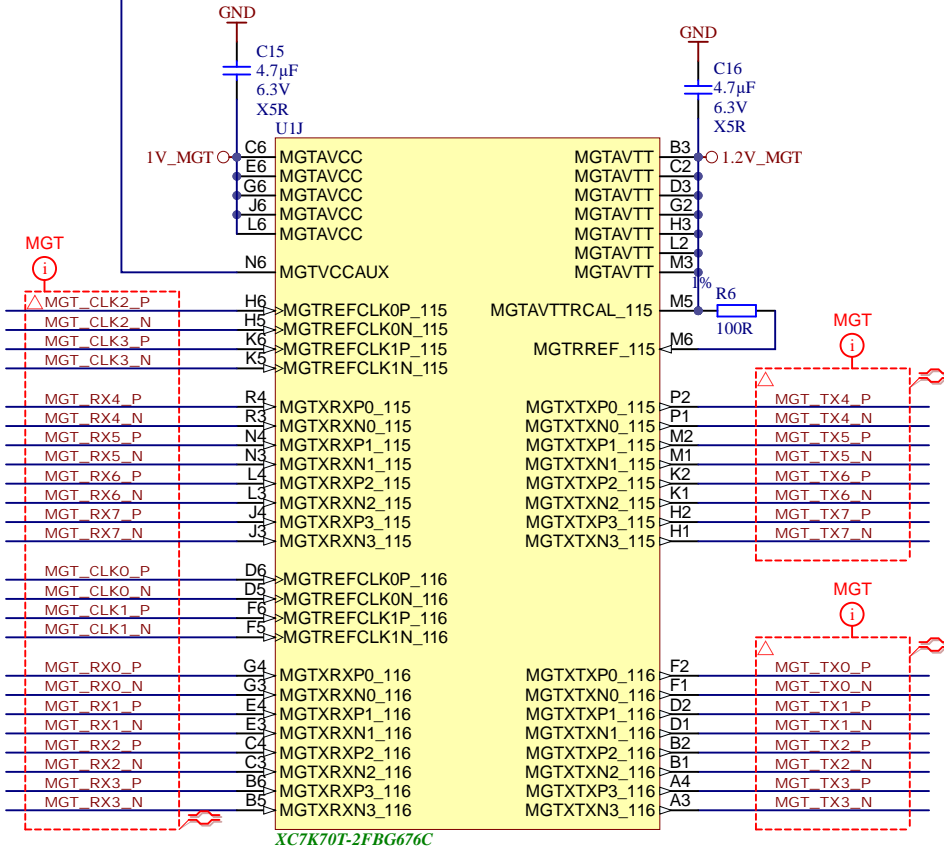 GND
GND
C15
4.7µF
6.3V
X5R
C16
4.7µF
6.3V
X5R
U1J
1V_MGT C6 MGTAVCC MGTAVTT B3 1.2V_MGT
E6 MGTAVCC MGTAVTT C2
G6 MGTAVCC MGTAVTT D3
J6 MGTAVCC MGTAVTT G2
L6 MGTAVCC MGTAVTT H3
MGTAVTT L2
MGT
i
N6 MGTVCCAUX MGTAVTT M3
1%
MGT_CLK2_P H6 MGTREFCLK0P_115 MGTAVTTRCAL_115 M5 R6
100R
MGT_CLK2_N H5 MGTREFCLK0N_115
MGT
i
MGT_CLK3_P K6 MGTREFCLK1P_115 MGTRREF_115 M6
MGT_CLK3_N K5 MGTREFCLK1N_115
MGT_RX4_P R4 MGTXRXP0_115 MGTXTXP0_115 P2 MGT_TX4_P
MGT_RX4_N R3 MGTXRXN0_115 MGTXTXN0_115 P1 MGT_TX4_N
MGT_RX5_P N4 MGTXRXP1_115 MGTXTXP1_115 M2 MGT_TX5_P
MGT_RX5_N N3 MGTXRXN1_115 MGTXTXN1_115 M1 MGT_TX5_N
MGT_RX6_P L4 MGTXRXP2_115 MGTXTXP2_115 K2 MGT_TX6_P
MGT_RX6_N L3 MGTXRXN2_115 MGTXTXN2_115 K1 MGT_TX6_N
MGT_RX7_P J4 MGTXRXP3_115 MGTXTXP3_115 H2 MGT_TX7_P
MGT_RX7_N J3 MGTXRXN3_115 MGTXTXN3_115 H1 MGT_TX7_N
MGT_CLK0_P D6 MGTREFCLK0P_116
MGT_CLK0_N D5 MGTREFCLK0N_116
MGT
i
MGT_CLK1_P F6 MGTREFCLK1P_116
MGT_CLK1_N F5 MGTREFCLK1N_116
MGT_RX0_P G4 MGTXRXP0_116 MGTXTXP0_116 F2 MGT_TX0_P
MGT_RX0_N G3 MGTXRXN0_116 MGTXTXN0_116 F1 MGT_TX0_N
MGT_RX1_P E4 MGTXRXP1_116 MGTXTXP1_116 D2 MGT_TX1_P
MGT_RX1_N E3 MGTXRXN1_116 MGTXTXN1_116 D1 MGT_TX1_N
MGT_RX2_P C4 MGTXRXP2_116 MGTXTXP2_116 B2 MGT_TX2_P
MGT_RX2_N C3 MGTXRXN2_116 MGTXTXN2_116 B1 MGT_TX2_N
MGT_RX3_P B6 MGTXRXP3_116 MGTXTXP3_116 A4 MGT_TX3_P
MGT_RX3_N B5 MGTXRXN3_116 MGTXTXN3_116 A3 MGT_TX3_N
XC7K70T-2FBG676C